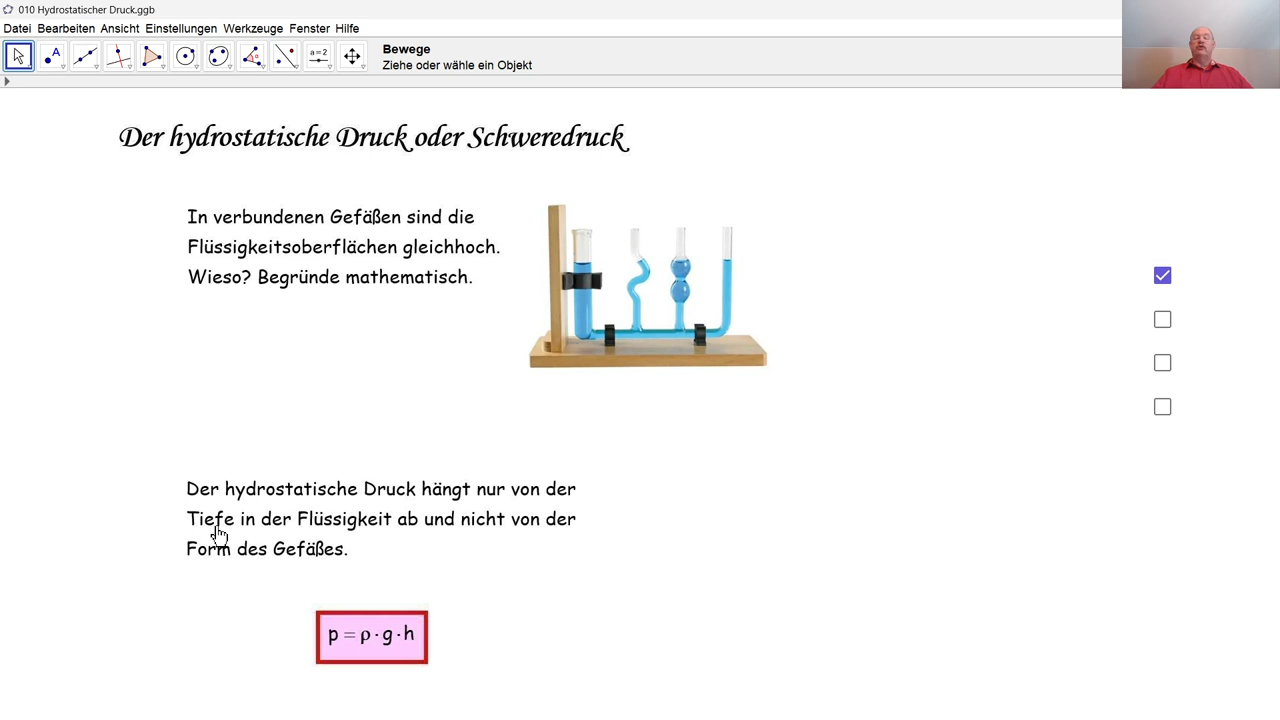 010 Hydrostatischer Druck.ggb
Datei Bearbeiten Ansicht Einstellungen Werkzeuge Fenster Hilfe
A
a=2
Bewege
Ziehe oder wähle ein Objekt
Der hydrostatische Druck oder Schweredruck
In verbundenen Gefäßen sind die
Flüssigkeitsoberflächen gleichhoch.
Wieso? Begründe mathematisch.
Der hydrostatische Druck hängt nur von der
Tiefe in der Flüssigkeit ab und nicht von der
Form des Gefäßes.
p = ρ · g · h